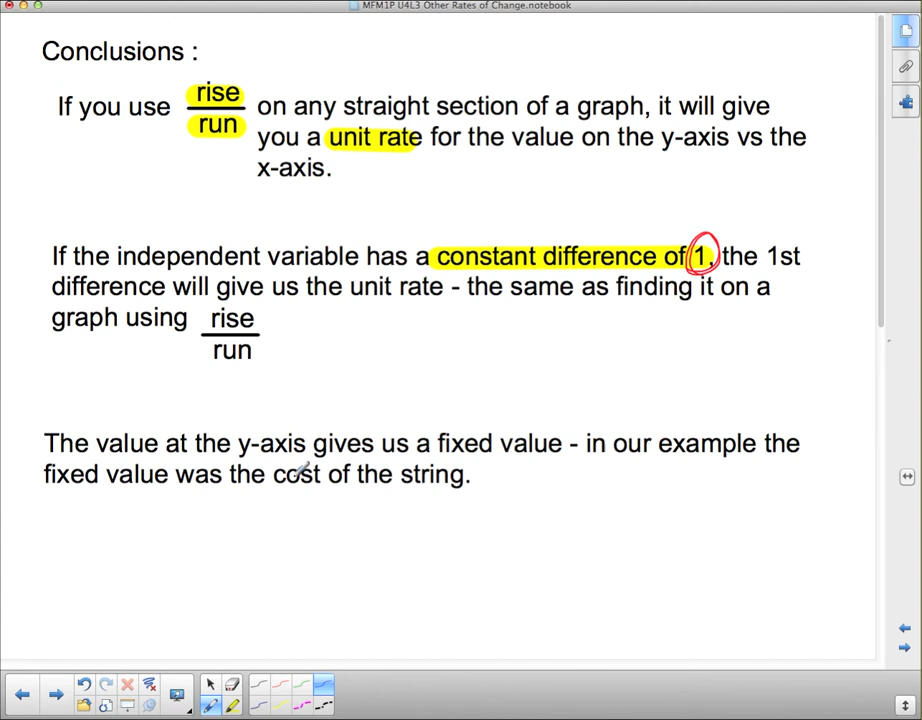 MFM1P U4L3 Other Rates of Change.notebook
Conclusions :
If you use rise/run on any straight section of a graph, it will give
you a unit rate for the value on the y-axis vs the
x-axis.
If the independent variable has a constant difference of 1, the 1st
difference will give us the unit rate - the same as finding it on a
graph using rise/run
The value at the y-axis gives us a fixed value - in our example the
fixed value was the cost of the string.